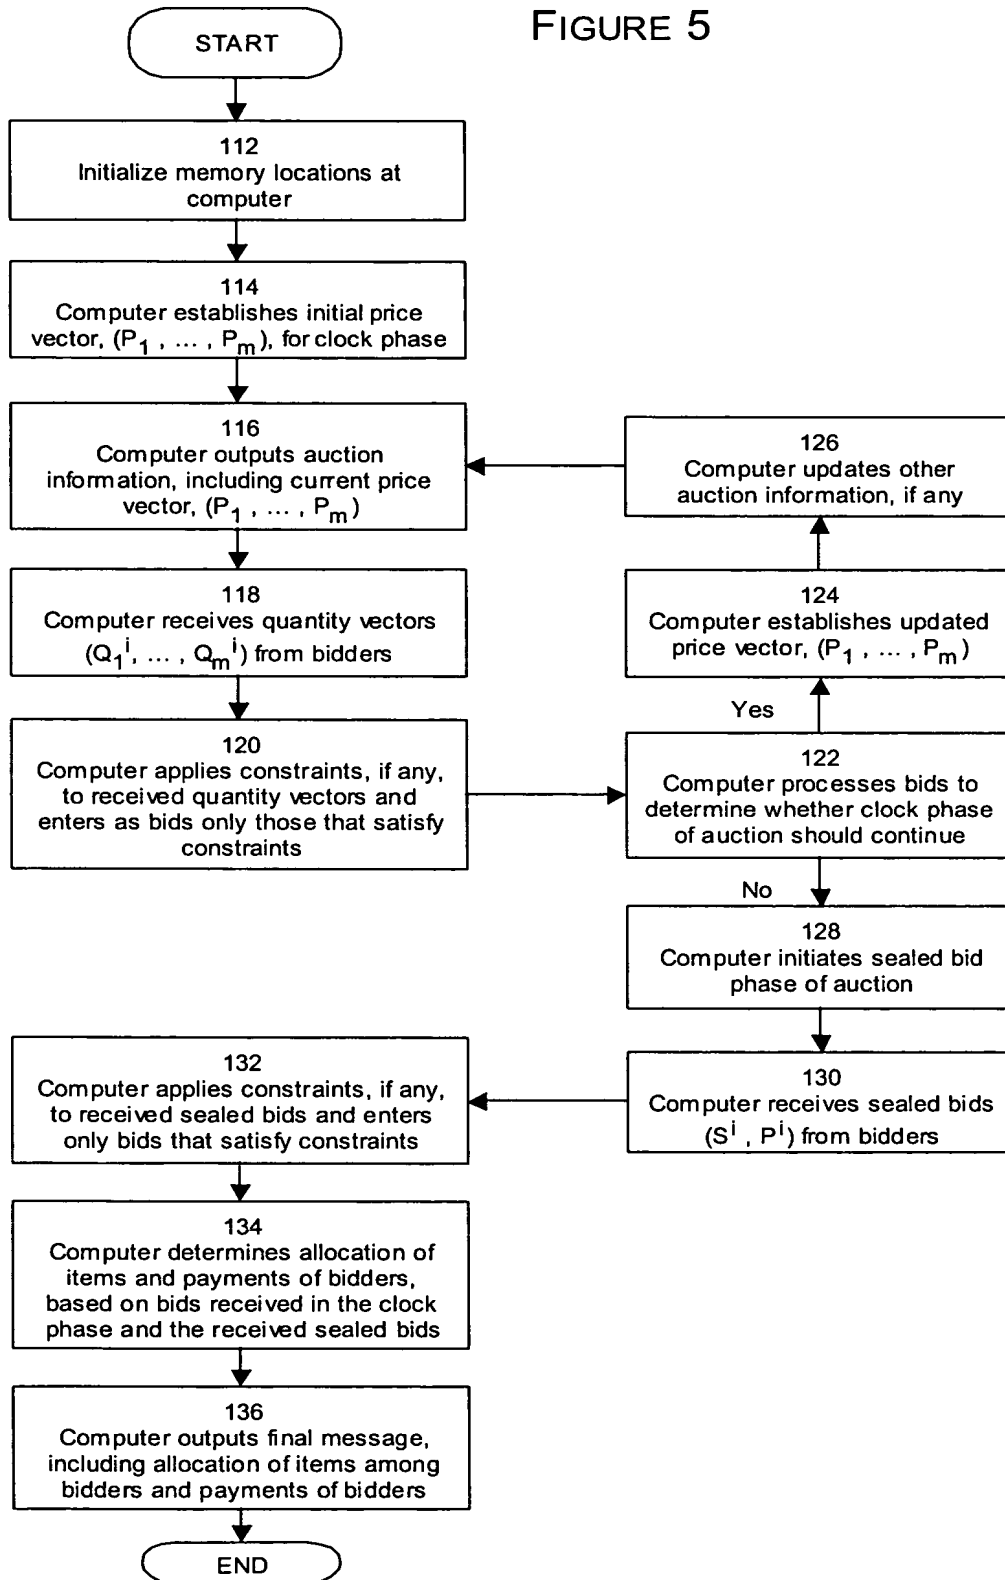 FIGURE 5
START
112
Initialize memory locations at
computer
114
Computer establishes initial price
vector, (P1 , ... , Pm), for clock phase
116
Computer outputs auction
information, including current price
vector, (P1 , ... , Pm)
118
Computer receives quantity vectors
(Q1^i, ... , Qm^i) from bidders
120
Computer applies constraints, if any,
to received quantity vectors and
enters as bids only those that satisfy
constraints
126
Computer updates other
auction information, if any
124
Computer establishes updated
price vector, (P1 , ... , Pm)
Yes
122
Computer processes bids to
determine whether clock phase
of auction should continue
No
128
Computer initiates sealed bid
phase of auction
130
Computer receives sealed bids
(S^i , P^i) from bidders
132
Computer applies constraints, if any,
to received sealed bids and enters
only bids that satisfy constraints
134
Computer determines allocation of
items and payments of bidders,
based on bids received in the clock
phase and the received sealed bids
136
Computer outputs final message,
including allocation of items among
bidders and payments of bidders
END